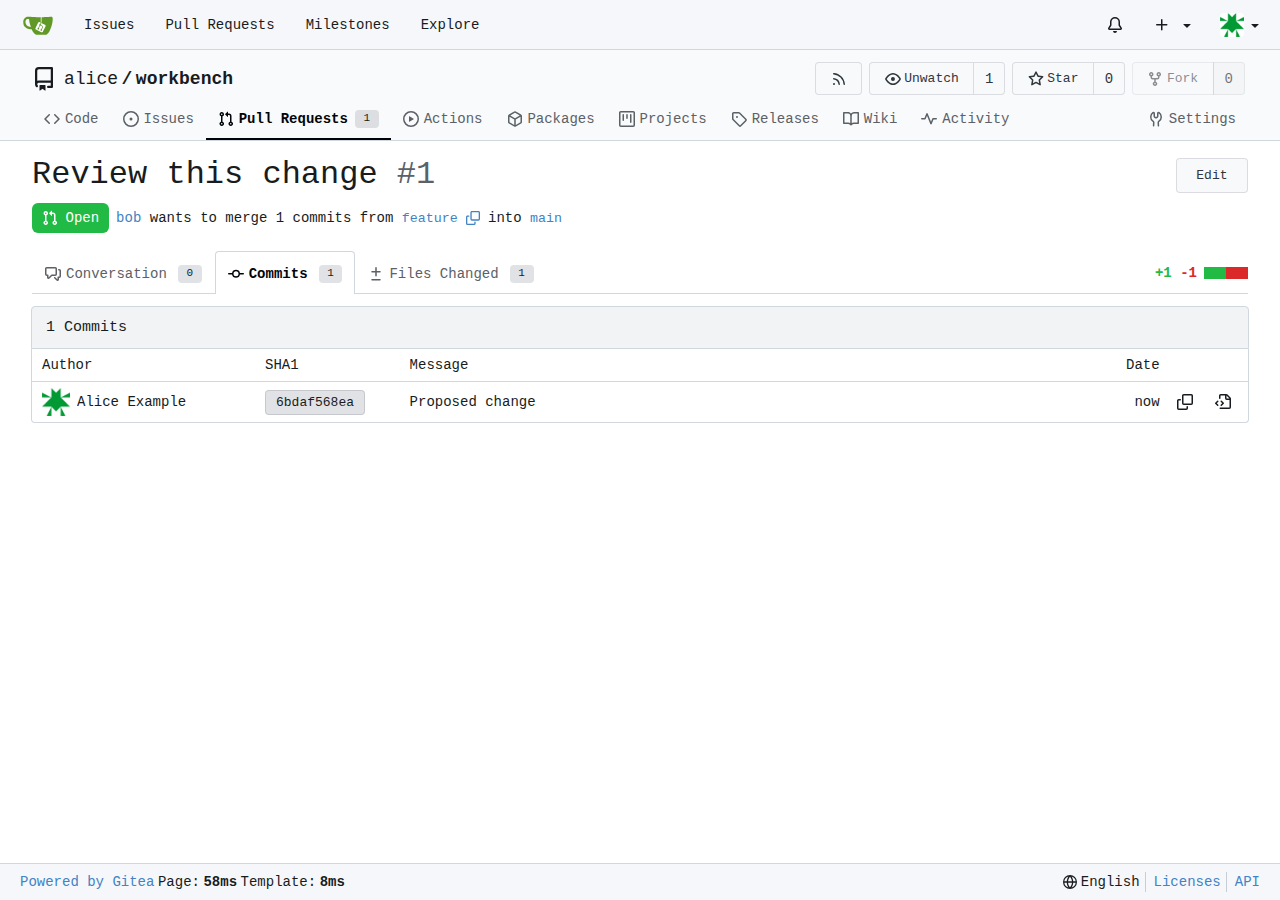 Issues Pull Requests Milestones Explore
alice/workbench Unwatch 1 Star 0 Fork 0
Code Issues Pull Requests 1 Actions Packages Projects Releases Wiki Activity Settings
Review this change #1 Edit
Open bob wants to merge 1 commits from feature into main
Conversation 0 Commits 1 Files Changed 1 +1 -1
1 Commits
Author SHA1 Message Date
Alice Example 6bdaf568ea Proposed change now
Powered by Gitea Page: 58ms Template: 8ms English Licenses API